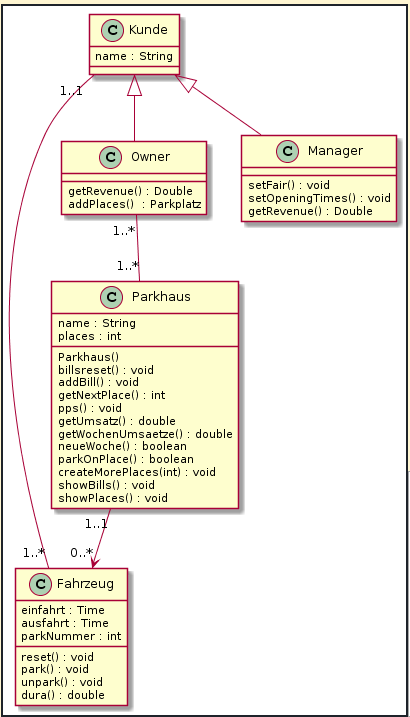 C Kunde
name : String
1..1
C Owner
getRevenue() : Double
addPlaces() : Parkplatz
C Manager
setFair() : void
setOpeningTimes() : void
getRevenue() : Double
1..*
1..*
C Parkhaus
name : String
places : int
Parkhaus()
billsreset() : void
addBill() : void
getNextPlace() : int
pps() : void
getUmsatz() : double
getWochenUmsaetze() : double
neueWoche() : boolean
parkOnPlace() : boolean
createMorePlaces(int) : void
showBills() : void
showPlaces() : void
1..1
1..* 0..*
C Fahrzeug
einfahrt : Time
ausfahrt : Time
parkNummer : int
reset() : void
park() : void
unpark() : void
dura() : double